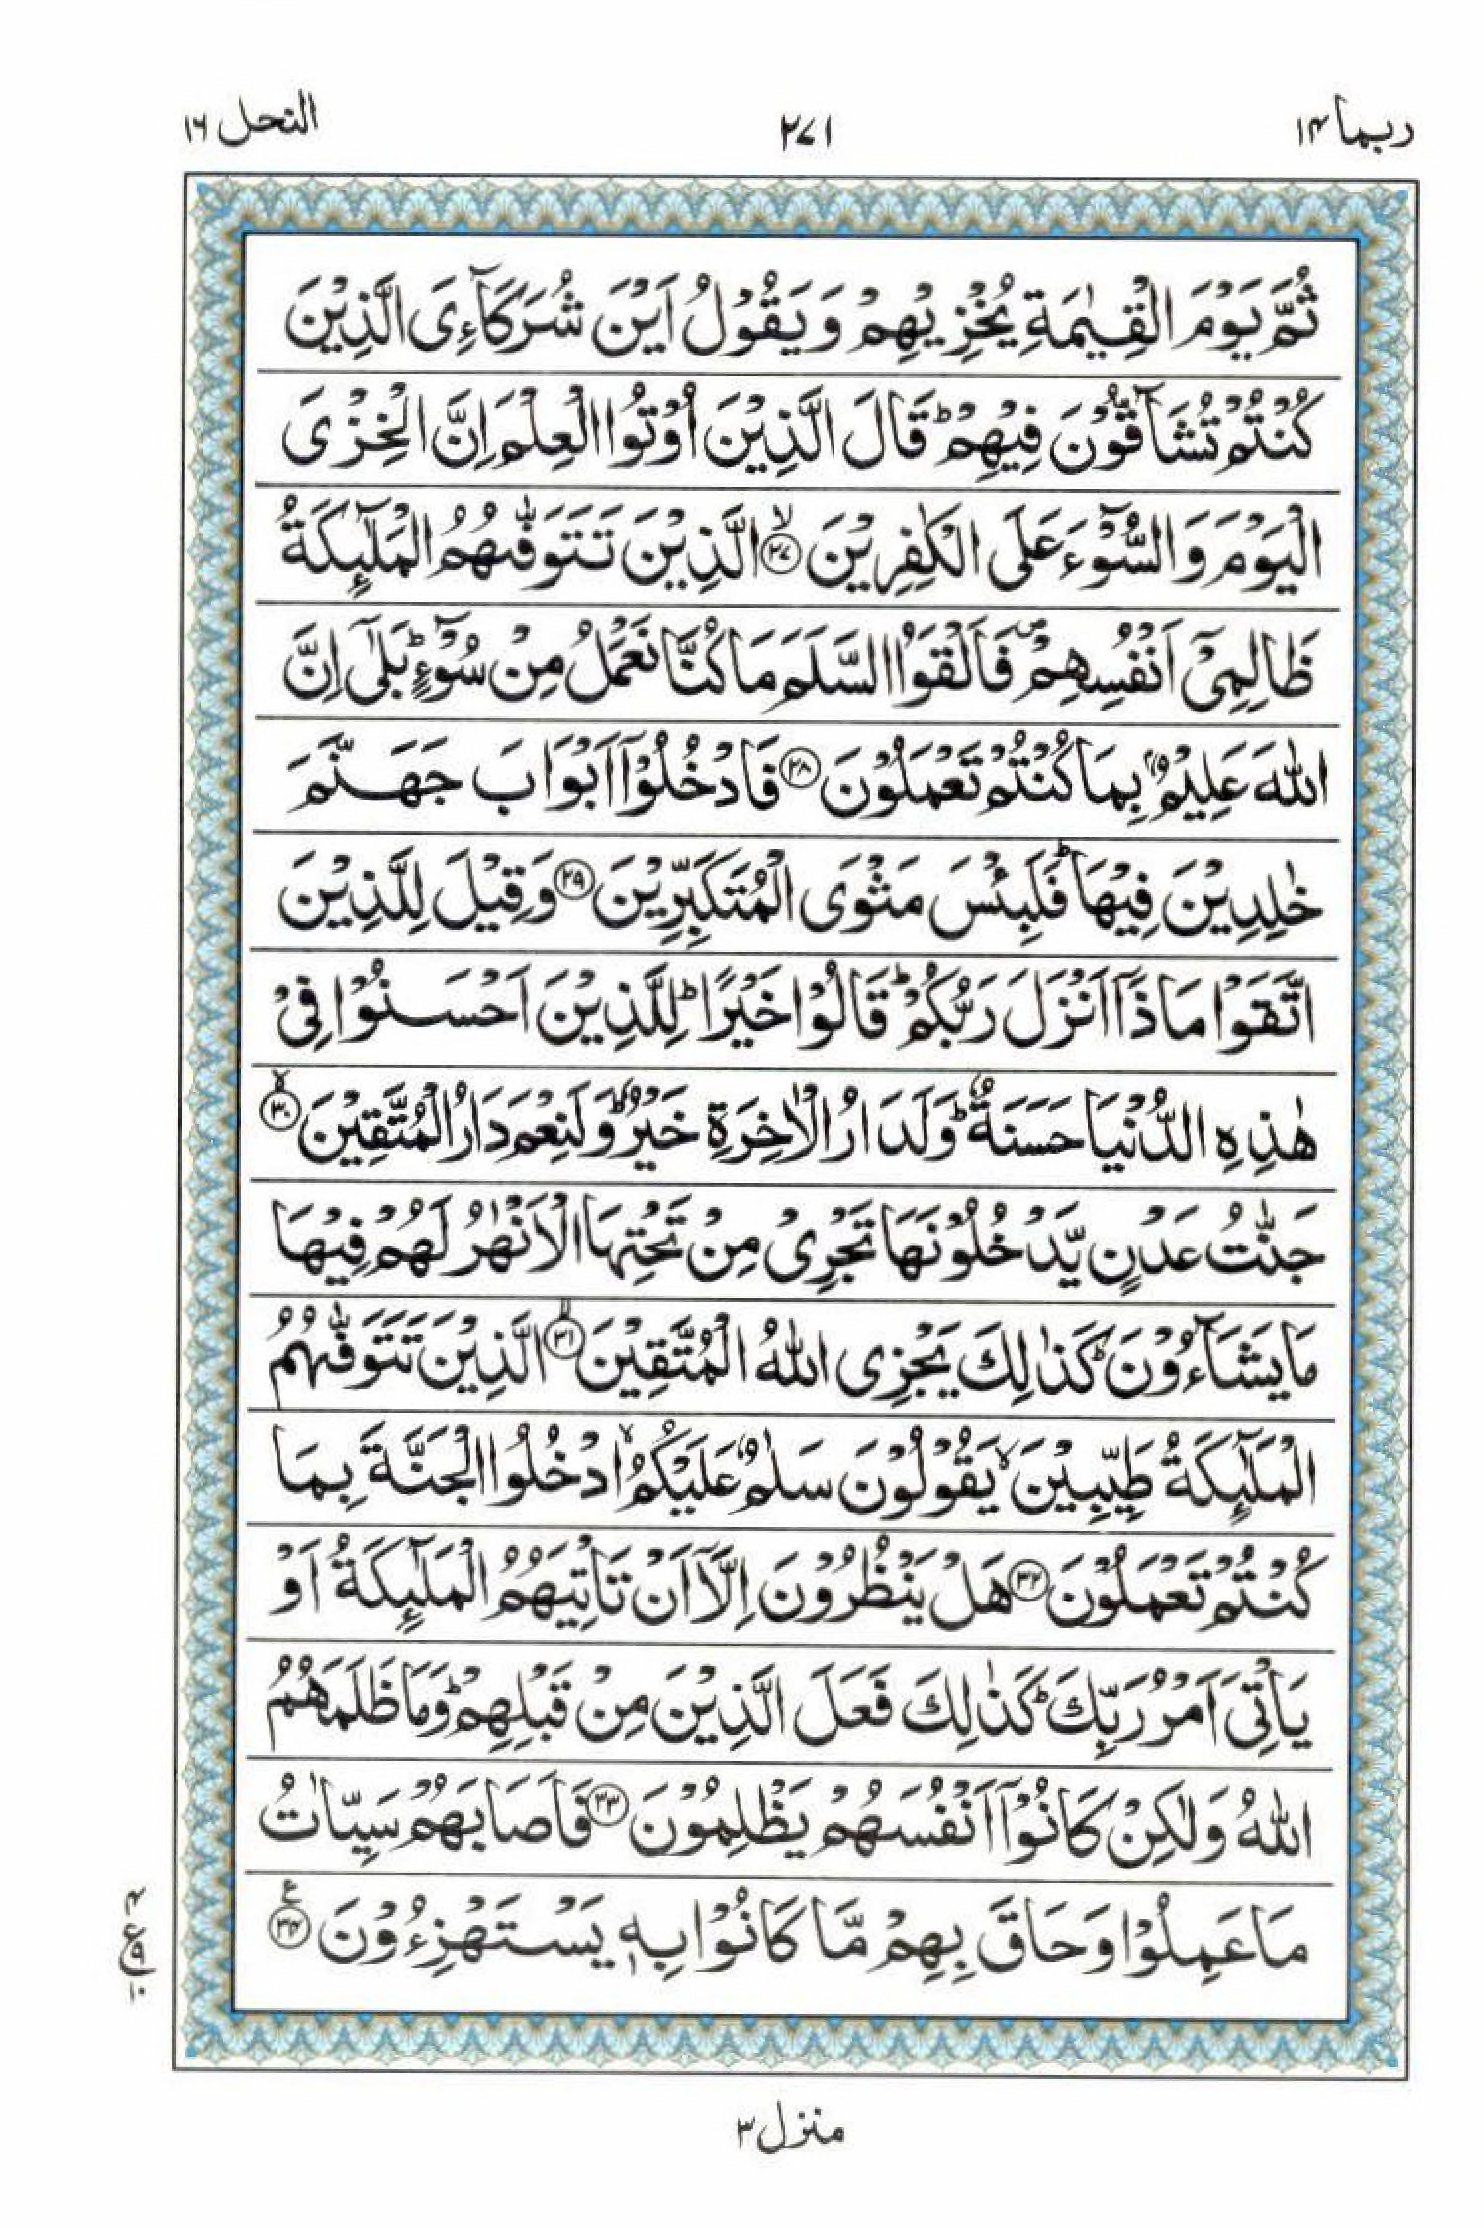 ربما ۱۴
۲۷۱
النحل ۱۶
ثُمَّ يَوْمَ الْقِيٰمَةِ يُخْزِيْهِمْ وَ يَقُوْلُ اَيْنَ شُرَكَآءِىَ الَّذِيْنَ
كُنْتُمْ تُشَآقُّوْنَ فِيْهِمْ ؕ قَالَ الَّذِيْنَ اُوْتُوا الْعِلْمَ اِنَّ الْخِزْىَ
الْيَوْمَ وَ السُّوْٓءَ عَلَى الْكٰفِرِيْنَ ۙ‏﴿۲۷﴾ الَّذِيْنَ تَتَوَفّٰٮهُمُ الْمَلٰٓٮِٕكَةُ
ظَالِمِىْۤ اَنْفُسِهِمْ ۪ فَاَلْقَوُا السَّلَمَ مَا كُنَّا نَعْمَلُ مِنْ سُوْٓءٍ ؕ بَلٰٓى اِنَّ
اللّٰهَ عَلِيْمٌۢ بِمَا كُنْتُمْ تَعْمَلُوْنَ ﴿۲۸﴾ فَادْخُلُوْۤا اَبْوَابَ جَهَنَّمَ
خٰلِدِيْنَ فِيْهَا ؕ فَلَبِئْسَ مَثْوَى الْمُتَكَبِّرِيْنَ ﴿۲۹﴾ وَ قِيْلَ لِلَّذِيْنَ
اتَّقَوْا مَاذَاۤ اَنْزَلَ رَبُّكُمْ ؕ قَالُوْا خَيْرًا ؕ لِلَّذِيْنَ اَحْسَنُوْا فِىْ
هٰذِهِ الدُّنْيَا حَسَنَةٌ ؕ وَ لَدَارُ الْاٰخِرَةِ خَيْرٌ ؕ وَ لَنِعْمَ دَارُ الْمُتَّقِيْنَ ۙ﴿۳۰﴾
جَنّٰتُ عَدْنٍ يَّدْخُلُوْنَهَا تَجْرِىْ مِنْ تَحْتِهَا الْاَنْهٰرُ لَهُمْ فِيْهَا
مَا يَشَآءُوْنَ ؕ كَذٰلِكَ يَجْزِى اللّٰهُ الْمُتَّقِيْنَ ۙ﴿۳۱﴾ الَّذِيْنَ تَتَوَفّٰٮهُمُ
الْمَلٰٓٮِٕكَةُ طَيِّبِيْنَ ۙ يَقُوْلُوْنَ سَلٰمٌ عَلَيْكُمُ ۙ ادْخُلُوا الْجَنَّةَ بِمَا
كُنْتُمْ تَعْمَلُوْنَ ﴿۳۲﴾ هَلْ يَنْظُرُوْنَ اِلَّاۤ اَنْ تَاْتِيَهُمُ الْمَلٰٓٮِٕكَةُ اَوْ
يَاْتِىَ اَمْرُ رَبِّكَ ؕ كَذٰلِكَ فَعَلَ الَّذِيْنَ مِنْ قَبْلِهِمْ ؕ وَ مَا ظَلَمَهُمُ
اللّٰهُ وَ لٰكِنْ كَانُوْۤا اَنْفُسَهُمْ يَظْلِمُوْنَ ﴿۳۳﴾ فَاَصَابَهُمْ سَيِّاٰتُ
مَا عَمِلُوْا وَ حَاقَ بِهِمْ مَّا كَانُوْا بِهٖ يَسْتَهْزِءُوْنَ ﴿۳۴﴾ ع
۴
ع ۹
۱۰
منزل ۳